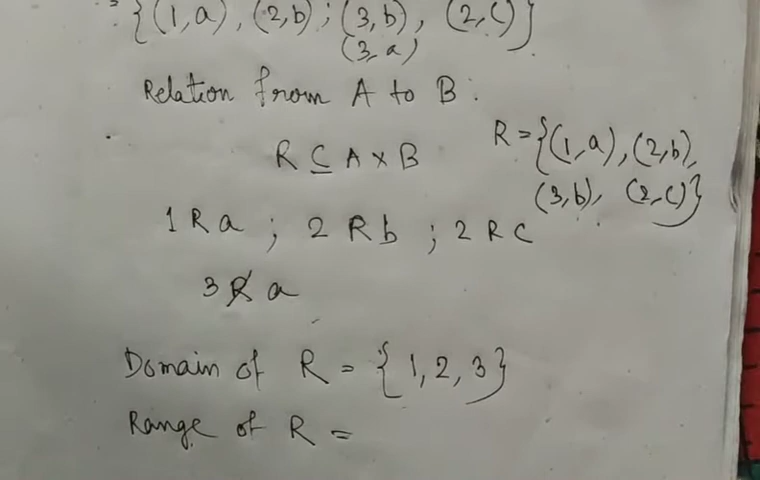 = {(1,a), (2,b); (3,b), (2,c)}
(3,a)
Relation from A to B:
R ⊆ A × B
R = {(1,a), (2,b),
(3,b), (2,c)}
1 R a ; 2 R b ; 2 R c
3 R̸ a
Domain of R = {1, 2, 3}
Range of R =